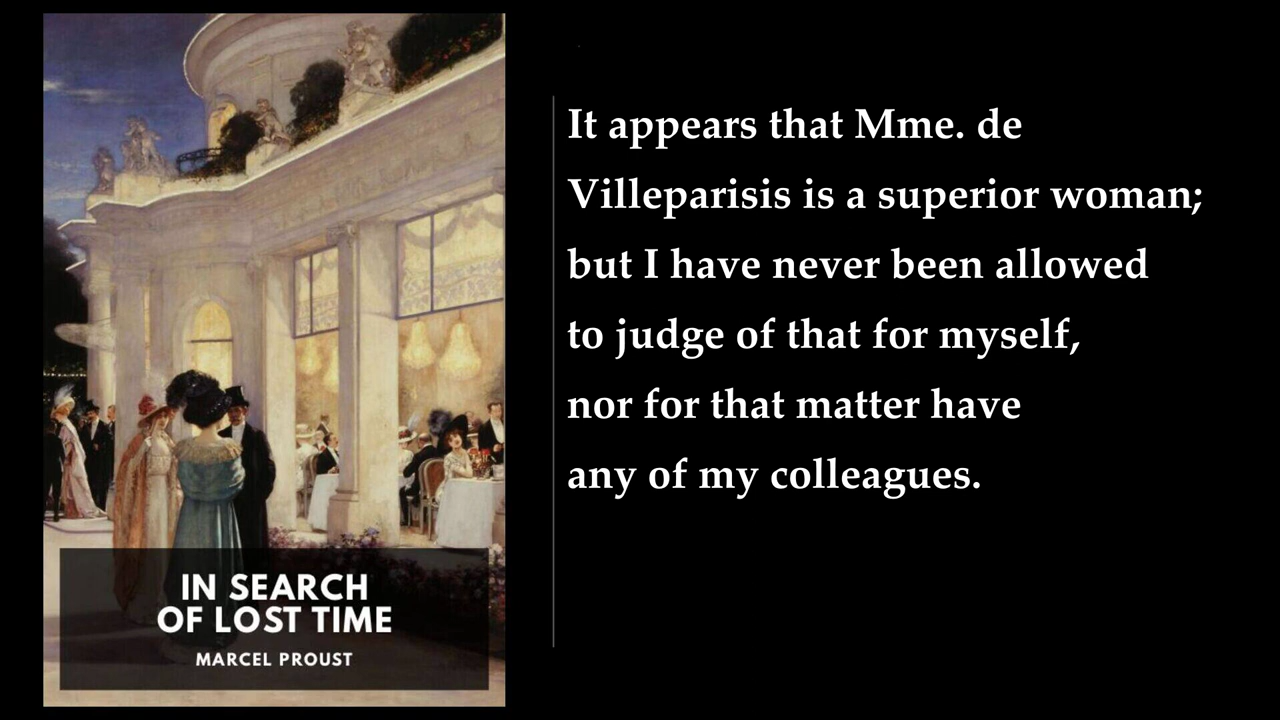 IN SEARCH
OF LOST TIME
MARCEL PROUST
It appears that Mme. de
Villeparisis is a superior woman;
but I have never been allowed
to judge of that for myself,
nor for that matter have
any of my colleagues.